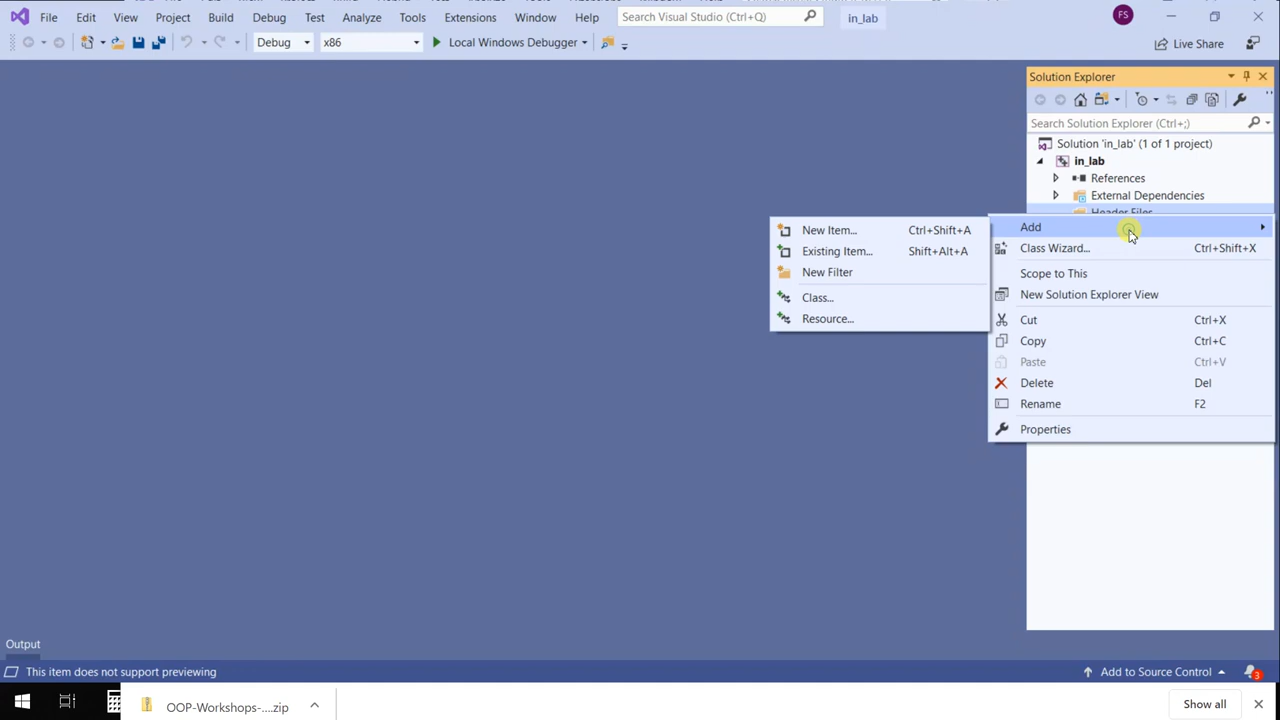 File Edit View Project Build Debug Test Analyze Tools Extensions Window Help Search Visual Studio (Ctrl+Q) in_lab FS
Debug x86 Local Windows Debugger Live Share
Solution Explorer
Search Solution Explorer (Ctrl+;)
Solution 'in_lab' (1 of 1 project)
in_lab
References
External Dependencies
Header Files
Add
New Item... Ctrl+Shift+A
Existing Item... Shift+Alt+A
New Filter
Class...
Resource...
Class Wizard... Ctrl+Shift+X
Scope to This
New Solution Explorer View
Cut Ctrl+X
Copy Ctrl+C
Paste Ctrl+V
Delete Del
Rename F2
Properties
Output
This item does not support previewing Add to Source Control 3
OOP-Workshops-....zip Show all